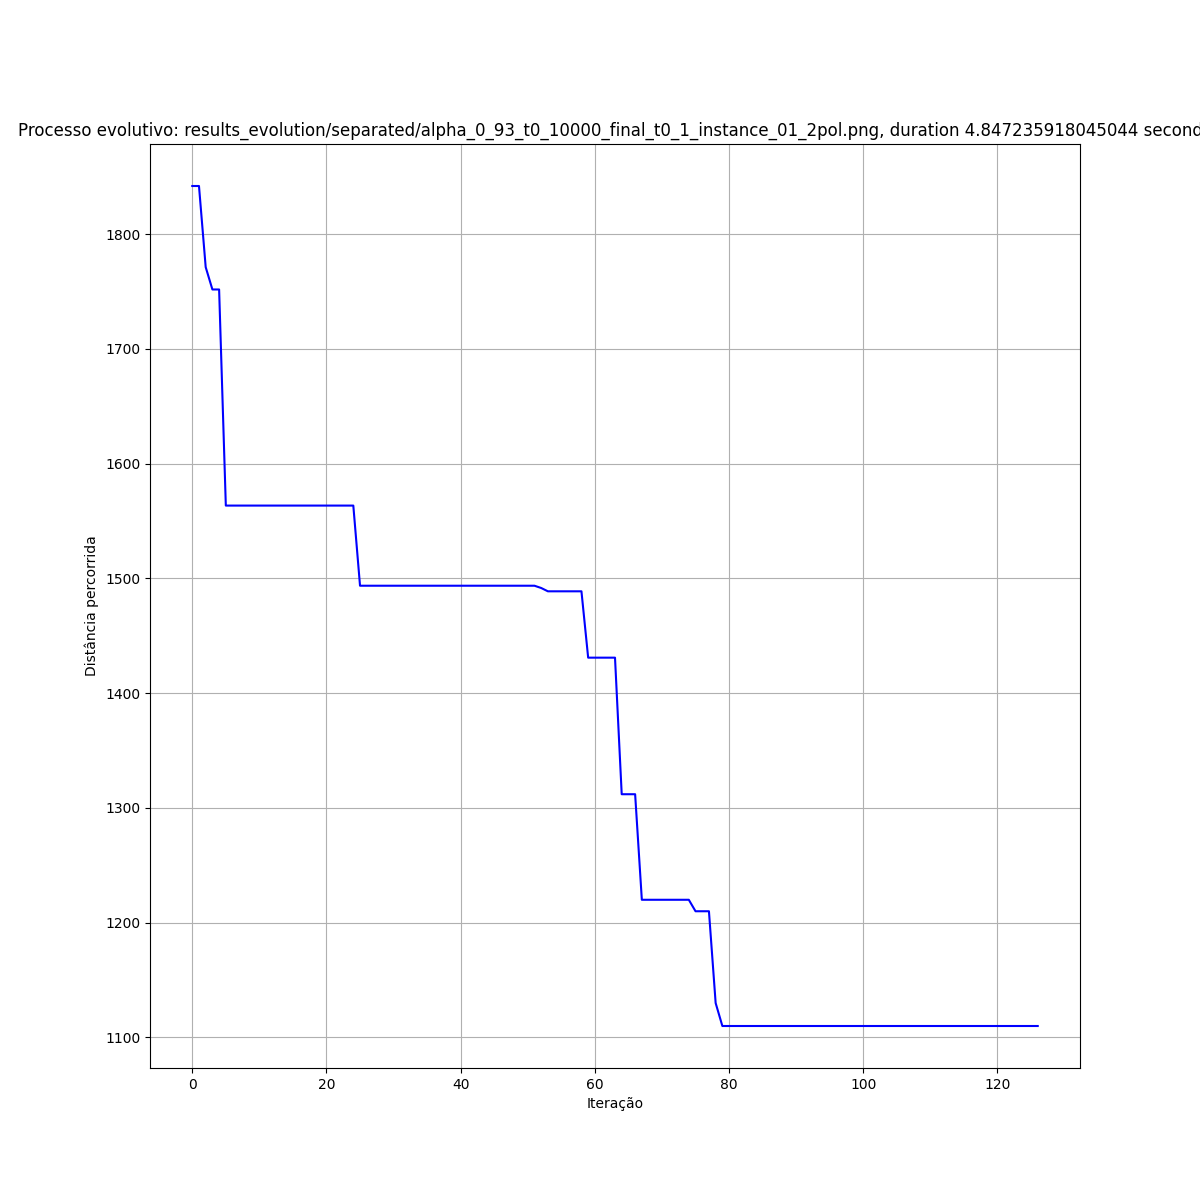 Processo evolutivo: results_evolution/separated/alpha_0_93_t0_10000_final_t0_1_instance_01_2pol.png, duration 4.847235918045044 second
1800
1700
1600
1500
1400
1300
1200
1100
Distância percorrida
0 20 40 60 80 100 120
Iteração